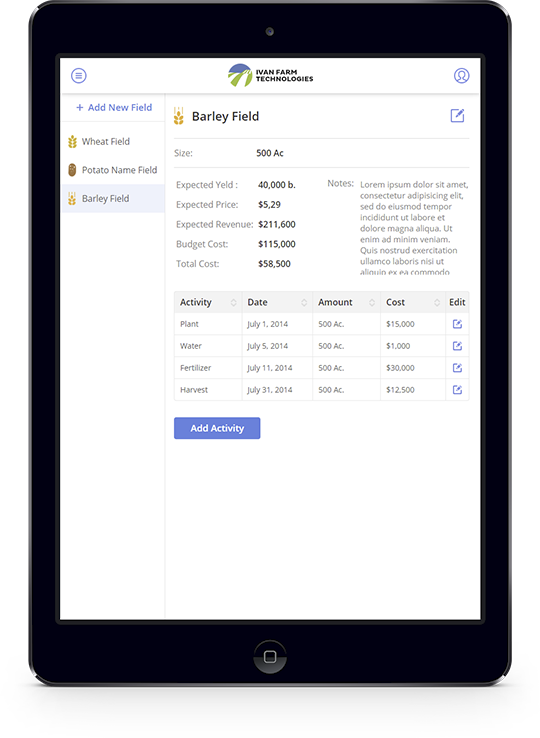 IVAN FARM
TECHNOLOGIES
+ Add New Field
Wheat Field
Potato Name Field
Barley Field
Barley Field
Size: 500 Ac
Expected Yeld : 40,000 b.
Expected Price: $5,29
Expected Revenue: $211,600
Budget Cost: $115,000
Total Cost: $58,500
Notes: Lorem ipsum dolor sit amet,
consectetur adipisicing elit,
sed do eiusmod tempor
incididunt ut labore et
dolore magna aliqua. Ut
enim ad minim veniam.
Quis nostrud exercitation
ullamco laboris nisi ut
aliquip ex ea commodo
Activity Date Amount Cost Edit
Plant July 1, 2014 500 Ac. $15,000
Water July 5, 2014 500 Ac. $1,000
Fertilizer July 11, 2014 500 Ac. $30,000
Harvest July 31, 2014 500 Ac. $12,500
Add Activity